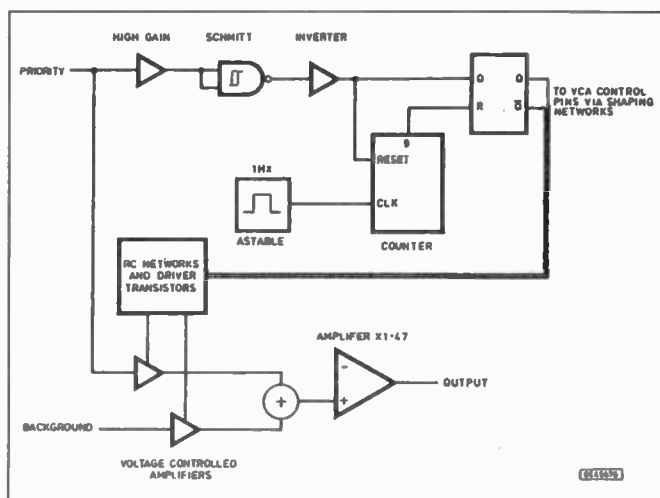 HIGH GAIN
SCHMITT
INVERTER
PRIORITY
Q
Q
R
Q
TO VCA CONTROL
PINS VIA SHAPING
NETWORKS
9
RESET
1Hz
CLK
ASTABLE
COUNTER
RC NETWORKS
AND DRIVER
TRANSISTORS
AMPLIFER X1·47
-
+
+
OUTPUT
BACKGROUND
VOLTAGE CONTROLLED
AMPLIFIERS